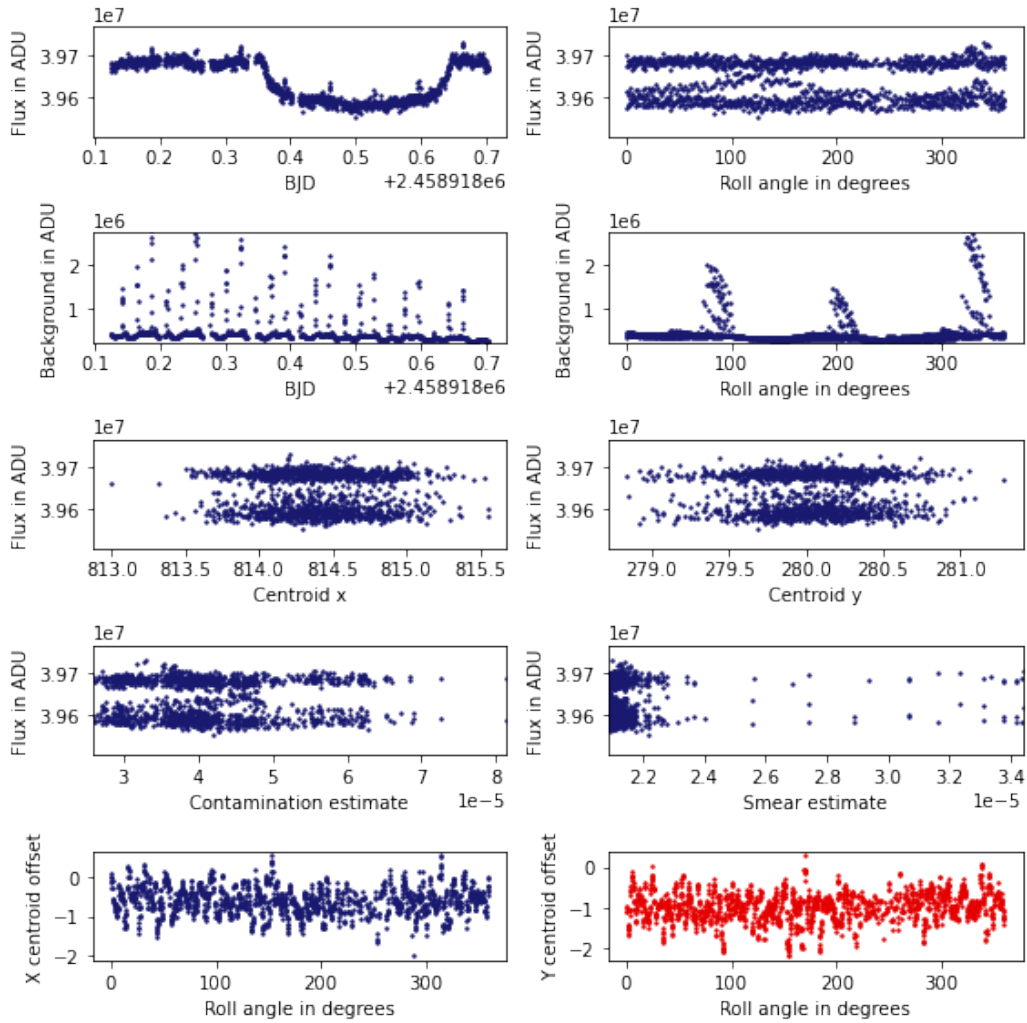 1e7
Flux in ADU
3.97
3.96
0.1 0.2 0.3 0.4 0.5 0.6 0.7
BJD
+2.458918e6
1e7
Flux in ADU
3.97
3.96
0 100 200 300
Roll angle in degrees
1e6
Background in ADU
2
1
0.1 0.2 0.3 0.4 0.5 0.6 0.7
BJD
+2.458918e6
1e6
Background in ADU
2
1
0 100 200 300
Roll angle in degrees
1e7
Flux in ADU
3.97
3.96
813.0 813.5 814.0 814.5 815.0 815.5
Centroid x
1e7
Flux in ADU
3.97
3.96
279.0 279.5 280.0 280.5 281.0
Centroid y
1e7
Flux in ADU
3.97
3.96
3 4 5 6 7 8
Contamination estimate
1e−5
1e7
Flux in ADU
3.97
3.96
2.2 2.4 2.6 2.8 3.0 3.2 3.4
Smear estimate
1e−5
X centroid offset
0
−1
−2
0 100 200 300
Roll angle in degrees
Y centroid offset
0
−1
−2
0 100 200 300
Roll angle in degrees